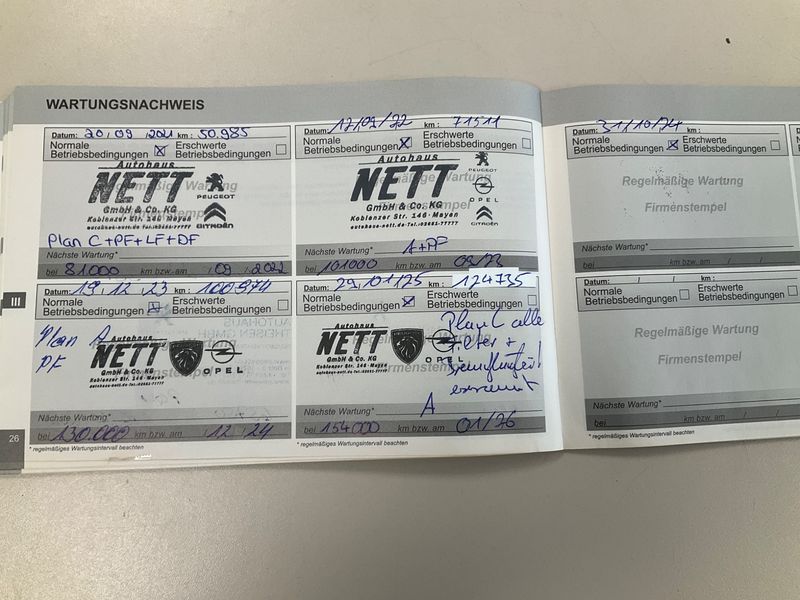 WARTUNGSNACHWEIS
Datum: 20/09/2021 km: 50.985
Normale Betriebsbedingungen Erschwerte Betriebsbedingungen
Regelmäßige Wartung
Autohaus
NETT
GmbH & Co. KG
Koblenzer Str. 146 · Mayen
PEUGEOT
CITROËN
Plan C+PF+LF+DF
Nächste Wartung*
bei 81000 km bzw. am / 09 / 2022
Datum: 12/09/22 km: 71511
Normale Betriebsbedingungen Erschwerte Betriebsbedingungen
Autohaus
NETT
GmbH & Co. KG
Koblenzer Str. 146 · Mayen
PEUGEOT
OPEL
CITROËN
A+PF
Nächste Wartung*
bei 101000 km bzw. am / 09/23
Datum: 19/12/23 km: 100974
Normale Betriebsbedingungen Erschwerte Betriebsbedingungen
Plan A
PF
Autohaus
NETT
GmbH & Co. KG
Koblenzer Str. 146 · Mayen
OPEL
Nächste Wartung*
bei 130.000 km bzw. am / 12 / 24
Datum: 29/01/25 km: 124735
Normale Betriebsbedingungen Erschwerte Betriebsbedingungen
Autohaus
NETT
GmbH & Co. KG
Koblenzer Str. 146 · Mayen
OPEL
Plan C alle
Filter +
A
Nächste Wartung*
bei 154000 km bzw. am 01/26
26
III
* regelmäßiges Wartungsintervall beachten
* regelmäßiges Wartungsintervall beachten
31/10/24 km:
Normale Betriebsbedingungen Erschwerte Betriebsbedingungen
Regelmäßige Wartung
Firmenstempel
Nächste Wartung*
bei km bzw. am / /
Datum: / / km:
Normale Betriebsbedingungen Erschwerte Betriebsbedingungen
Regelmäßige Wartung
Firmenstempel
Nächste Wartung*
bei km bzw. am / /
* regelmäßiges Wartungsintervall beachten